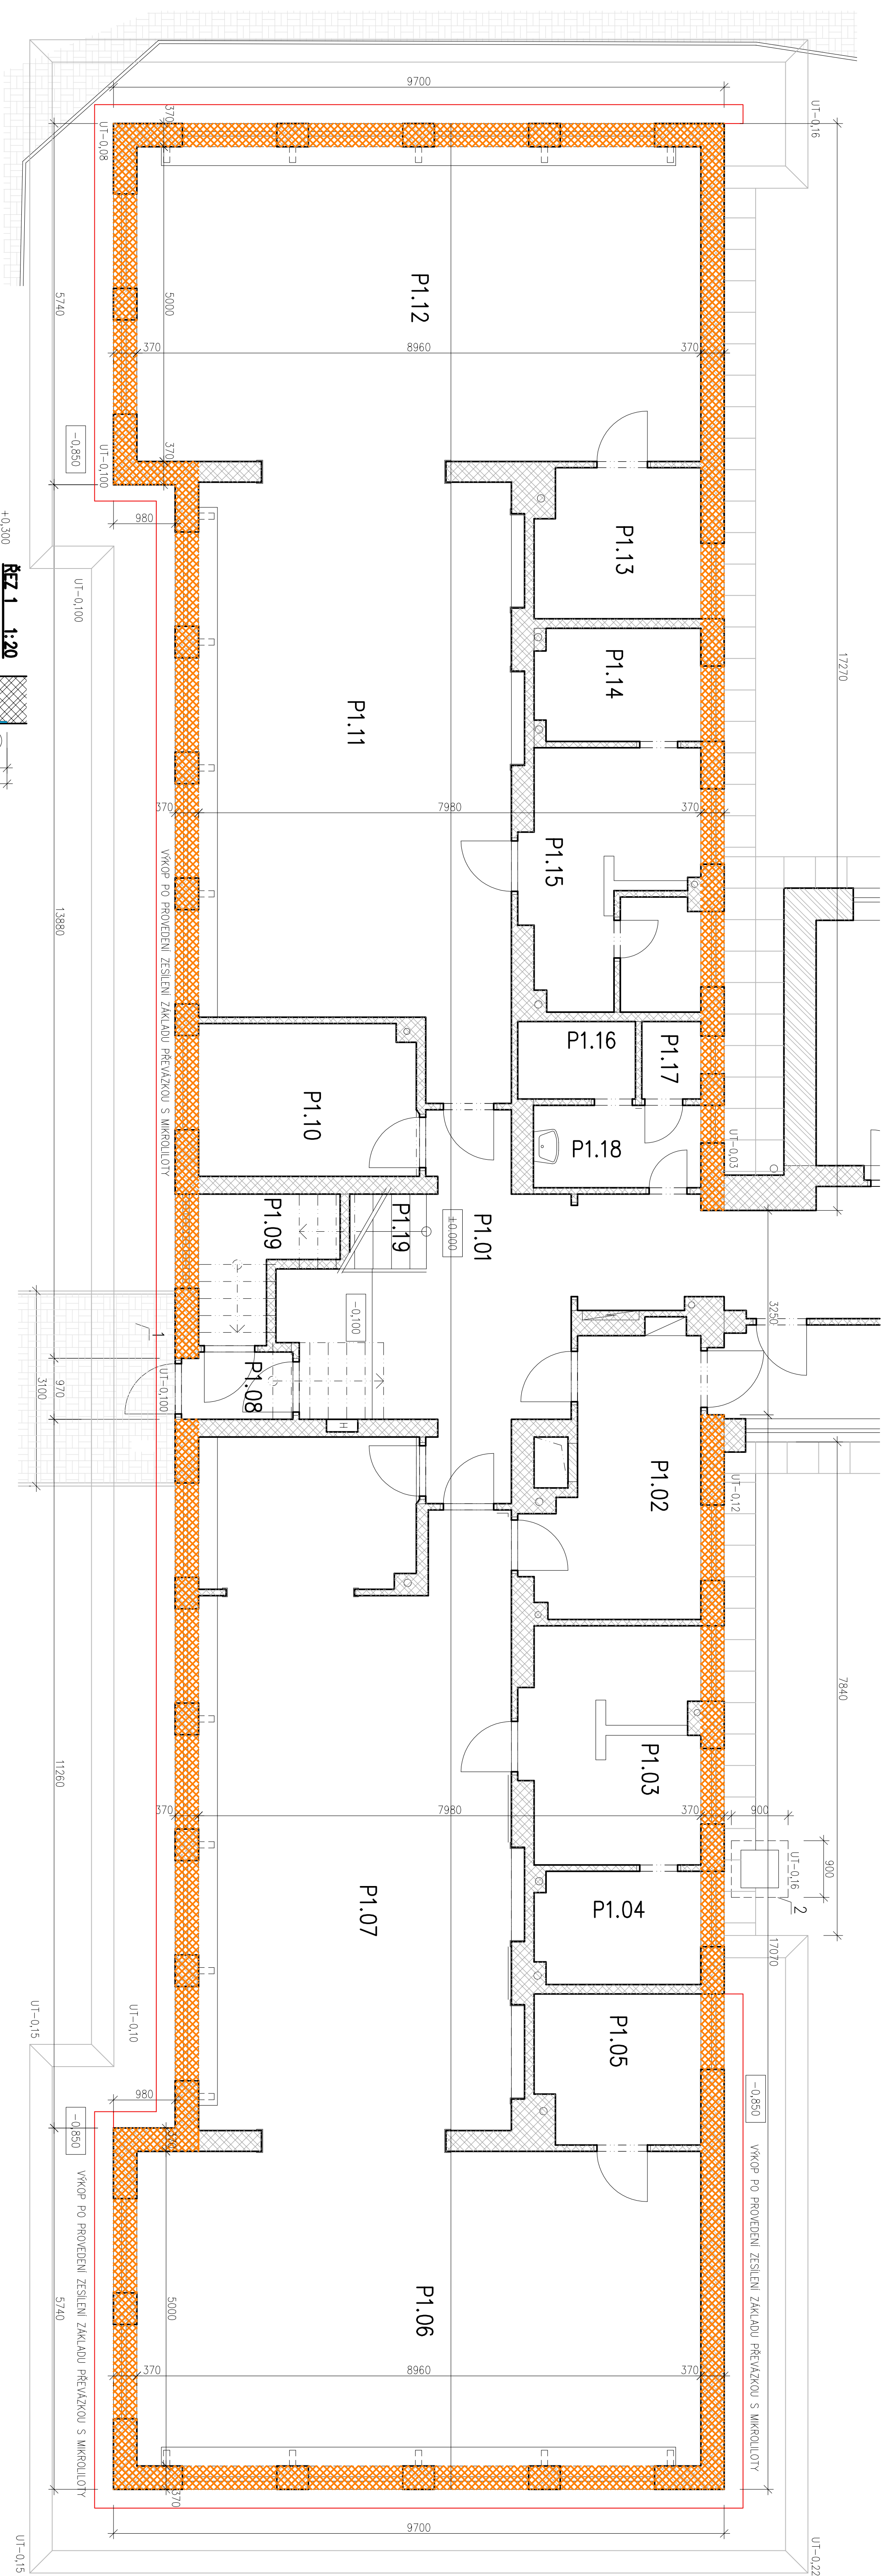 9700
UT-0,16
370
UT-0,08
17270
5740
5000
P1.12
370
8960
370
-0,850
UT-0,100
370
980
+0,300
ŘEZ 1 1:20
UT-0,100
P1.13
P1.14
P1.11
370
7980
370
P1.15
VÝKOP PO PROVEDENÍ ZESÍLENÍ ZÁKLADU PŘEVÁZKOU S MIKROLILOTY
13880
P1.16
P1.17
P1.10
P1.18
UT-0,03
P1.09
P1.19
±0.000
P1.01
3250
-0,100
1
UT-0,100
P1.08
970
3100
H
P1.02
UT-0,12
7840
P1.03
11260
370
7980
370
900
900
UT-0,16
2
P1.07
P1.04
17070
P1.05
UT-0,15
UT-0,10
-0,850
980
-0,850
370
VÝKOP PO PROVEDENÍ ZESÍLENÍ ZÁKLADU PŘEVÁZKOU S MIKROLILOTY
VÝKOP PO PROVEDENÍ ZESÍLENÍ ZÁKLADU PŘEVÁZKOU S MIKROLILOTY
5740
5000
P1.06
370
8960
370
370
9700
UT-0,15
UT-0,22